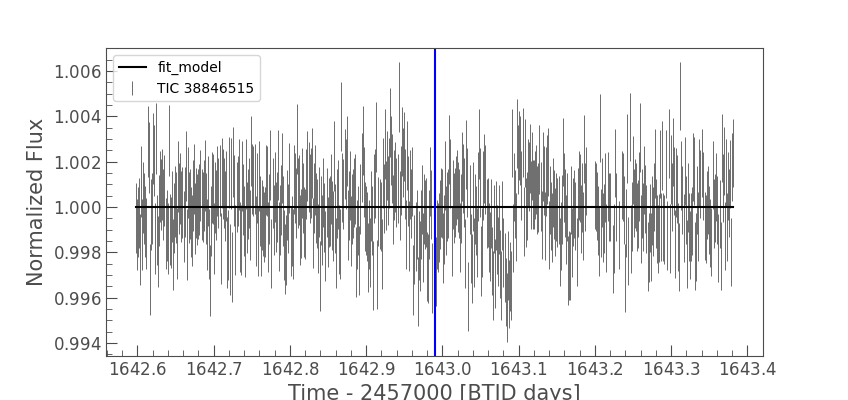 fit_model
TIC 38846515
Normalized Flux
1.006
1.004
1.002
1.000
0.998
0.996
0.994
1642.6 1642.7 1642.8 1642.9 1643.0 1643.1 1643.2 1643.3 1643.4
Time - 2457000 [BTJD days]